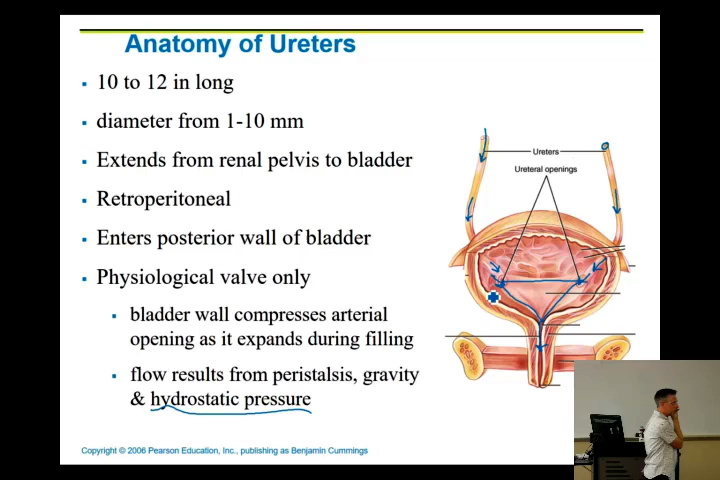 Anatomy of Ureters
10 to 12 in long
diameter from 1-10 mm
Extends from renal pelvis to bladder
Retroperitoneal
Enters posterior wall of bladder
Physiological valve only
bladder wall compresses arterial
opening as it expands during filling
flow results from peristalsis, gravity
& hydrostatic pressure
Ureters
Ureteral openings
Copyright © 2006 Pearson Education, Inc., publishing as Benjamin Cummings